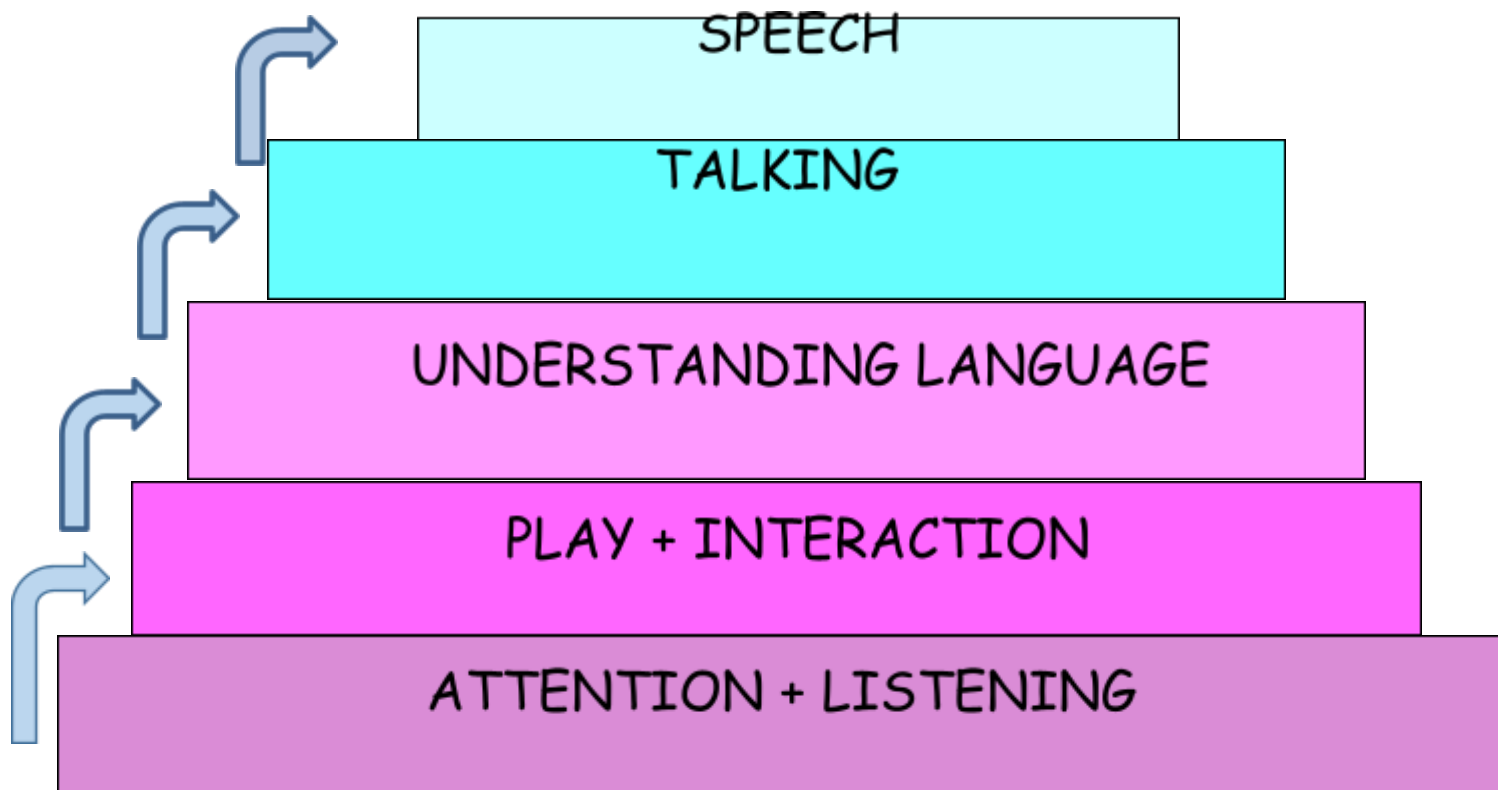 SPEECH
TALKING
UNDERSTANDING LANGUAGE
PLAY + INTERACTION
ATTENTION + LISTENING